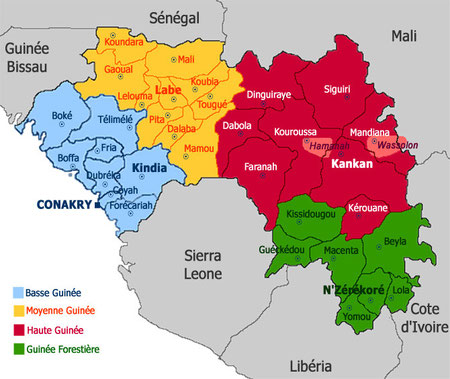 Sénégal
Mali
Guinée
Bissau
Koundara
Mali
Gaoual
Koubia
Lelouma
Labe
Tougué
Dinguiraye
Siguiri
Boké
Télimélé
Pita
Dalaba
Dabola
Kouroussa
Mandiana
Hamanah
Wassolon
Fria
Mamou
Boffa
Kindia
Faranah
Kankan
Dubréka
Coyah
CONAKRY
Forécariah
Kérouane
Kissidougou
Guéckédou
Macenta
Beyla
Sierra
Leone
N'Zérékoré
Lola
Yomou
Cote
d'Ivoire
Libéria
Basse Guinée
Moyenne Guinée
Haute Guinée
Guinée Forestière